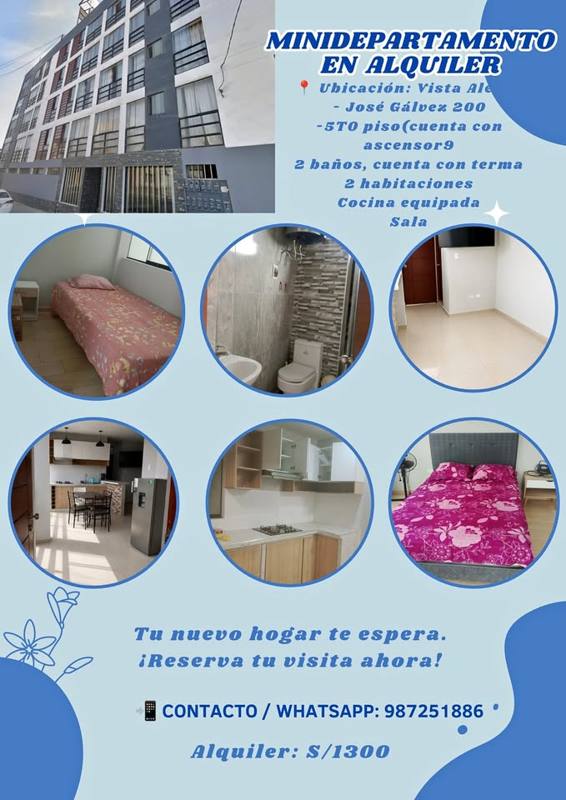 MINIDEPARTAMENTO
EN ALQUILER
📍 Ubicación: Vista Ale
- José Gálvez 200
-5TO piso(cuenta con
ascensor9
2 baños, cuenta con terma
2 habitaciones
Cocina equipada
Sala
Tu nuevo hogar te espera.
¡Reserva tu visita ahora!
📲 CONTACTO / WHATSAPP: 987251886
Alquiler: S/1300